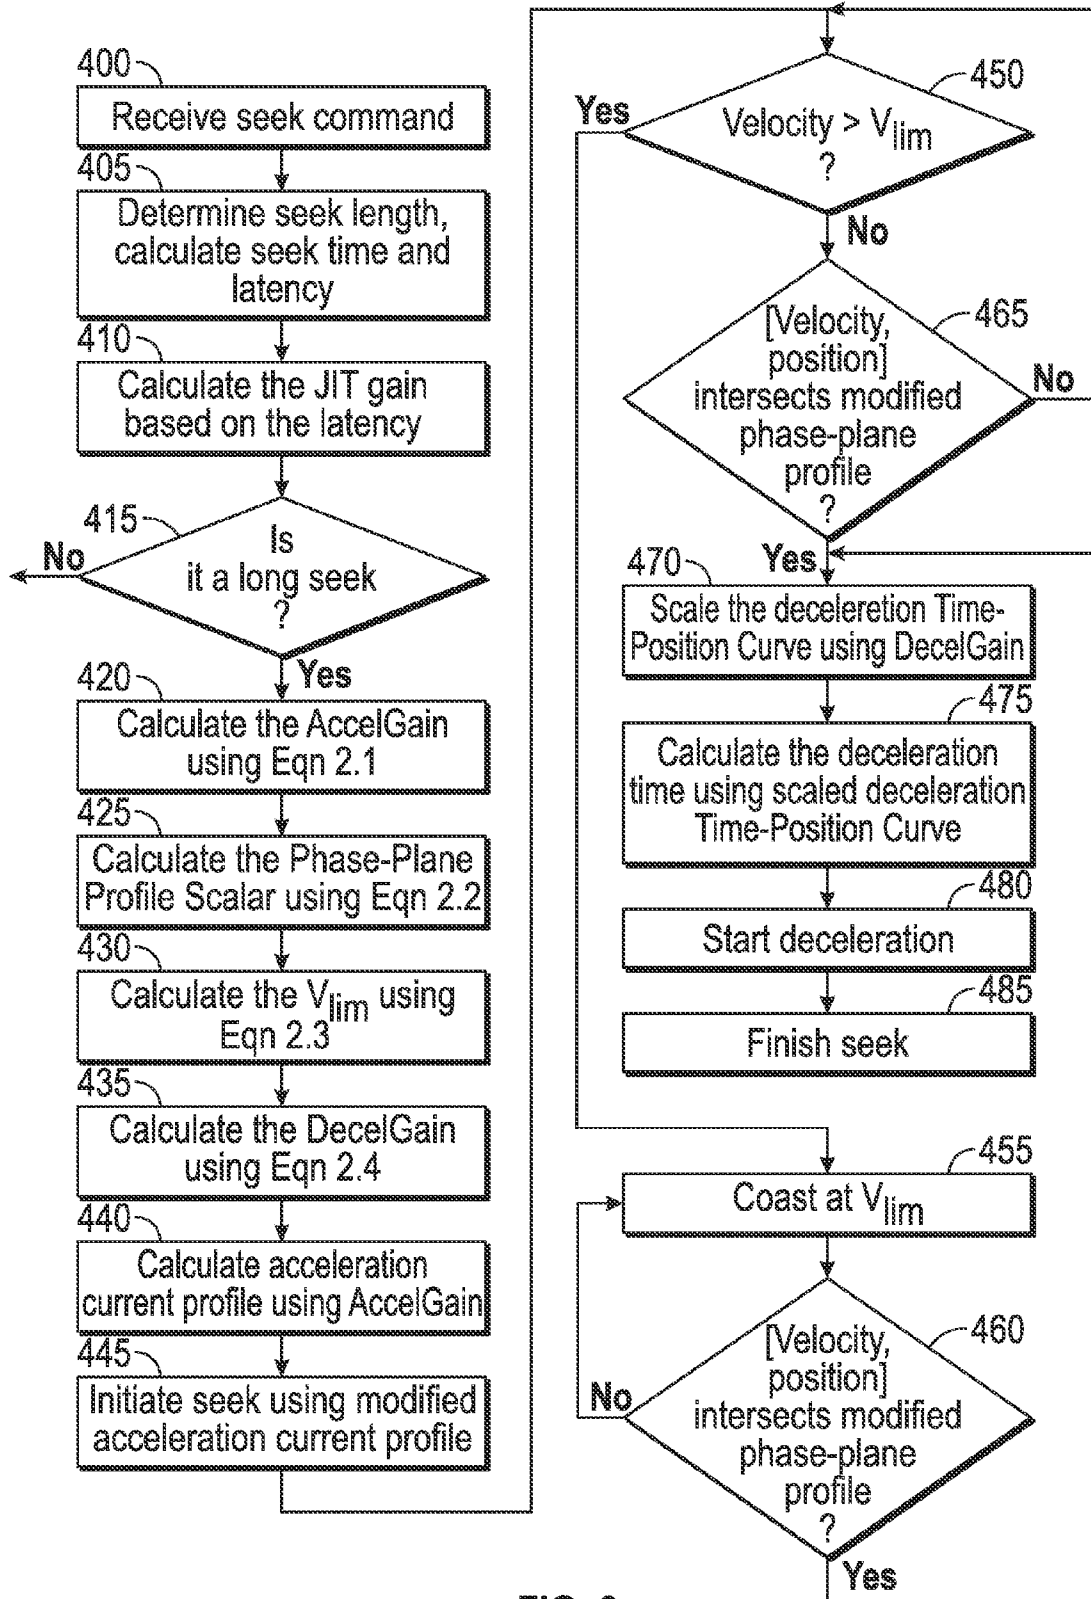 400
Receive seek command
405
Determine seek length,
calculate seek time and
latency
410
Calculate the JIT gain
based on the latency
415
Is
it a long seek
?
No
Yes
420
Calculate the AccelGain
using Eqn 2.1
425
Calculate the Phase-Plane
Profile Scalar using Eqn 2.2
430
Calculate the Vlim using
Eqn 2.3
435
Calculate the DecelGain
using Eqn 2.4
440
Calculate acceleration
current profile using AccelGain
445
Initiate seek using modified
acceleration current profile
450
Yes
Velocity > Vlim
?
No
465
[Velocity,
position]
intersects modified
phase-plane
profile
?
No
Yes
470
Scale the deceleretion Time-
Position Curve using DecelGain
475
Calculate the deceleration
time using scaled deceleration
Time-Position Curve
480
Start deceleration
485
Finish seek
455
Coast at Vlim
460
[Velocity,
position]
intersects modified
phase-plane
profile
?
No
Yes